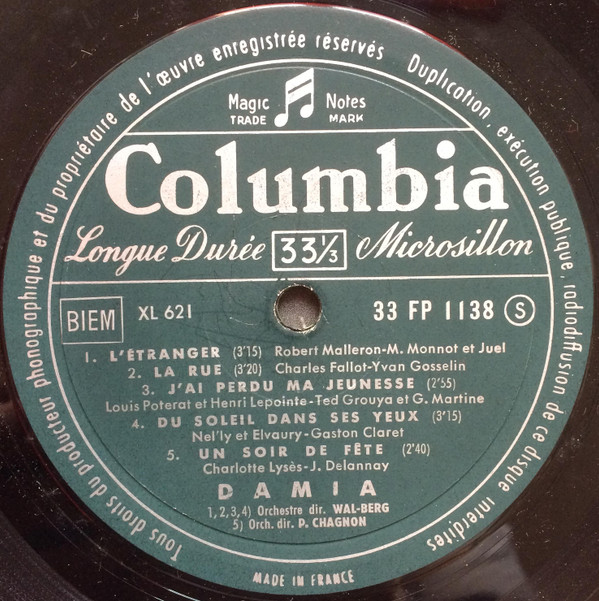 Tous droits du producteur phonographique et du propriétaire de l'œuvre enregistrée réservés Duplication, exécution publique, radiodiffusion de ce disque interdites
Magic Notes
TRADE MARK
Columbia
Longue Durée 33⅓ Microsillon
BIEM XL 621 33 FP 1138 S
1. L'ÉTRANGER (3'15) Robert Malleron-M. Monnot et Juel
2. LA RUE (3'20) Charles Fallot-Yvan Gosselin
3. J'AI PERDU MA JEUNESSE (2'55)
Louis Poterat et Henri Lepointe-Ted Grouya et G. Martine
4. DU SOLEIL DANS SES YEUX (3'15)
Nel'ly et Elvaury-Gaston Claret
5. UN SOIR DE FÊTE (2'40)
Charlotte Lysès-J. Delannay
DAMIA
1, 2, 3, 4) Orchestre dir. WAL-BERG
5) Orch. dir. P. CHAGNON
MADE IN FRANCE